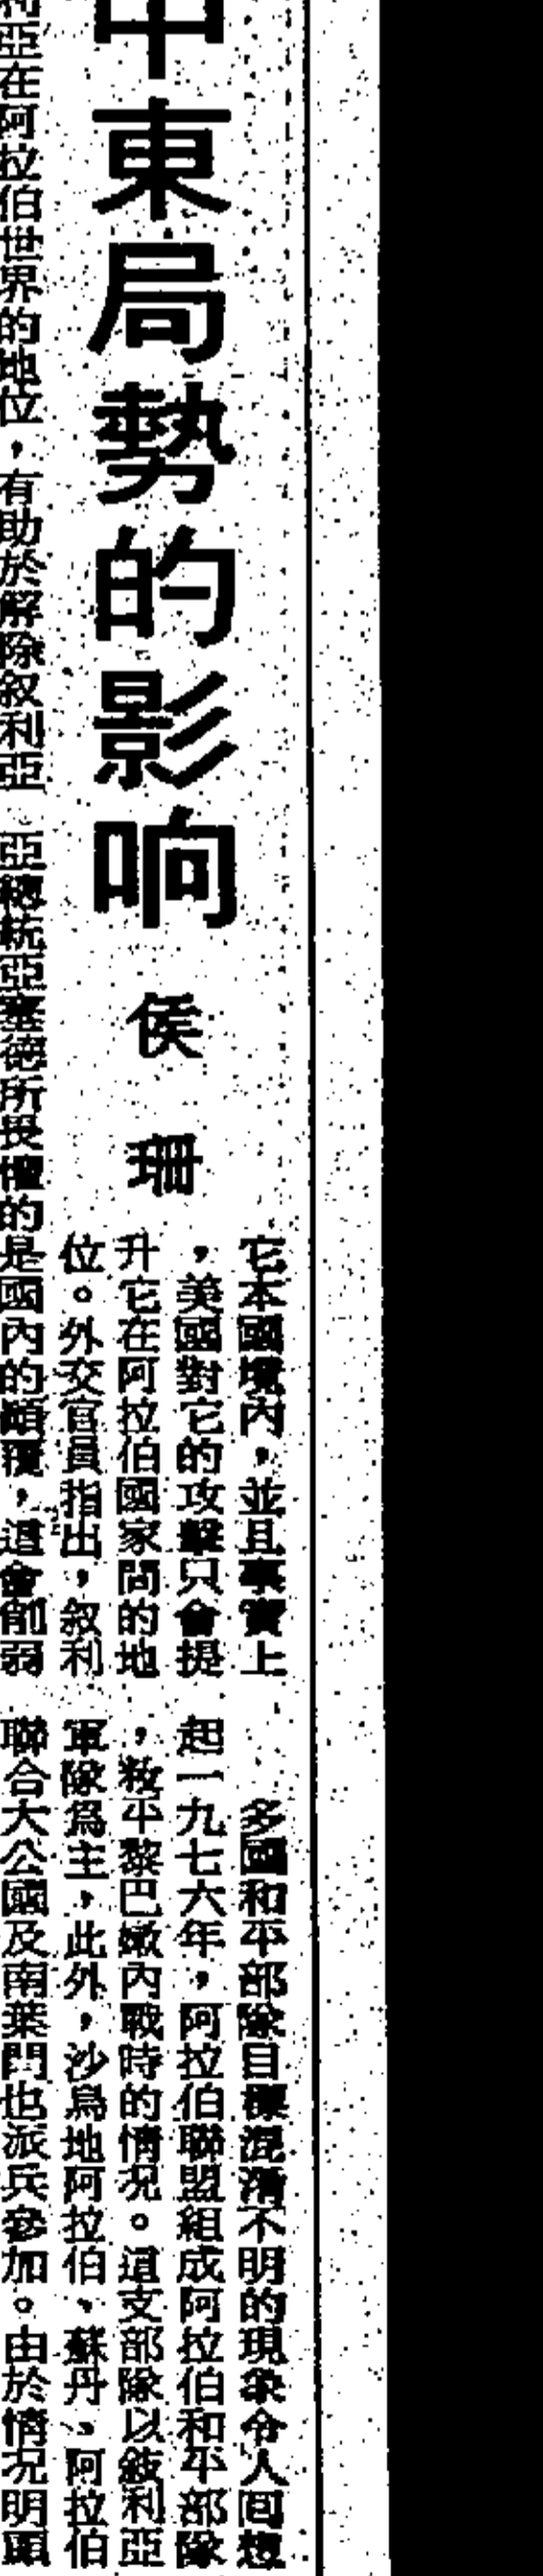 中東局勢的影响
侯珊
利亞在阿拉伯世界的地位，有助於解除叙利亞
它本國境內，並且事實上
，美國對它的攻擊只會提
升它在阿拉伯國家間的地
位。外交官員指出，叙利
亞總統亞塞德所畏懼的是國內的顛覆，這會削弱
多國和平部隊目標混淆不明的現象令人回想
起一九七六年，阿拉伯聯盟組成阿拉伯和平部隊
，敉平黎巴嫩內戰時的情况。這支部隊以敍利亞
軍隊爲主，此外，沙烏地阿拉伯、蘇丹、阿拉伯
聯合大公國及南葉門也派兵參加。由於情况明顯